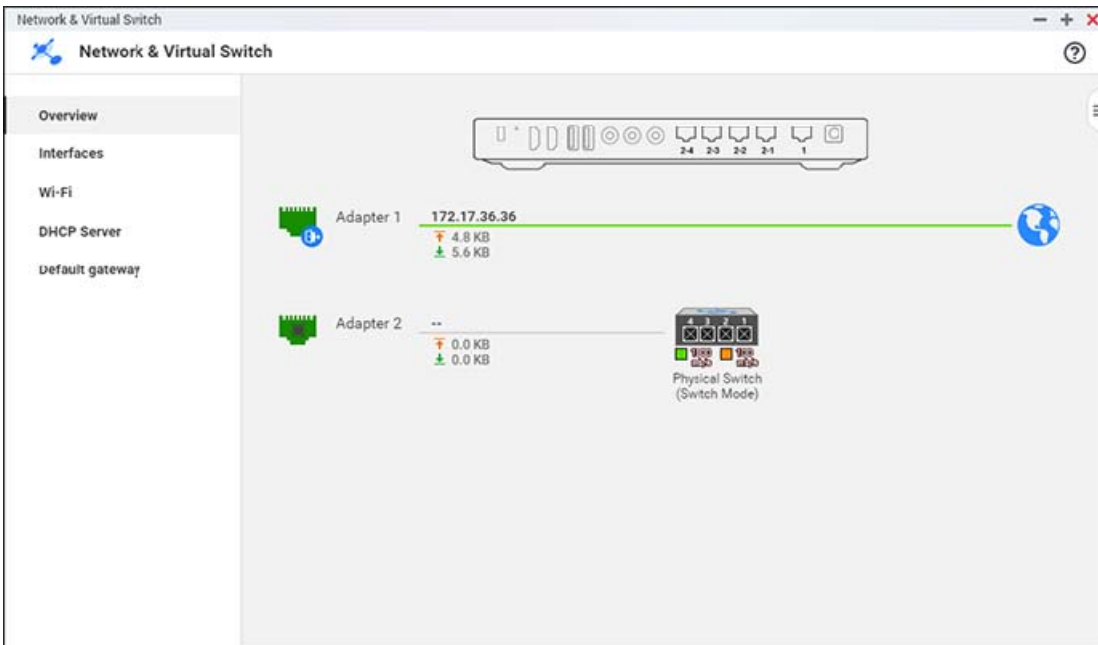 Network & Virtual Switch
Network & Virtual Switch
Overview
Interfaces
Wi-Fi
DHCP Server
Default gateway
2-4 2-3 2-2 2-1 1
Adapter 1
172.17.36.36
4.8 KB
5.6 KB
Adapter 2
--
0.0 KB
0.0 KB
4 3 2 1
Physical Switch
(Switch Mode)